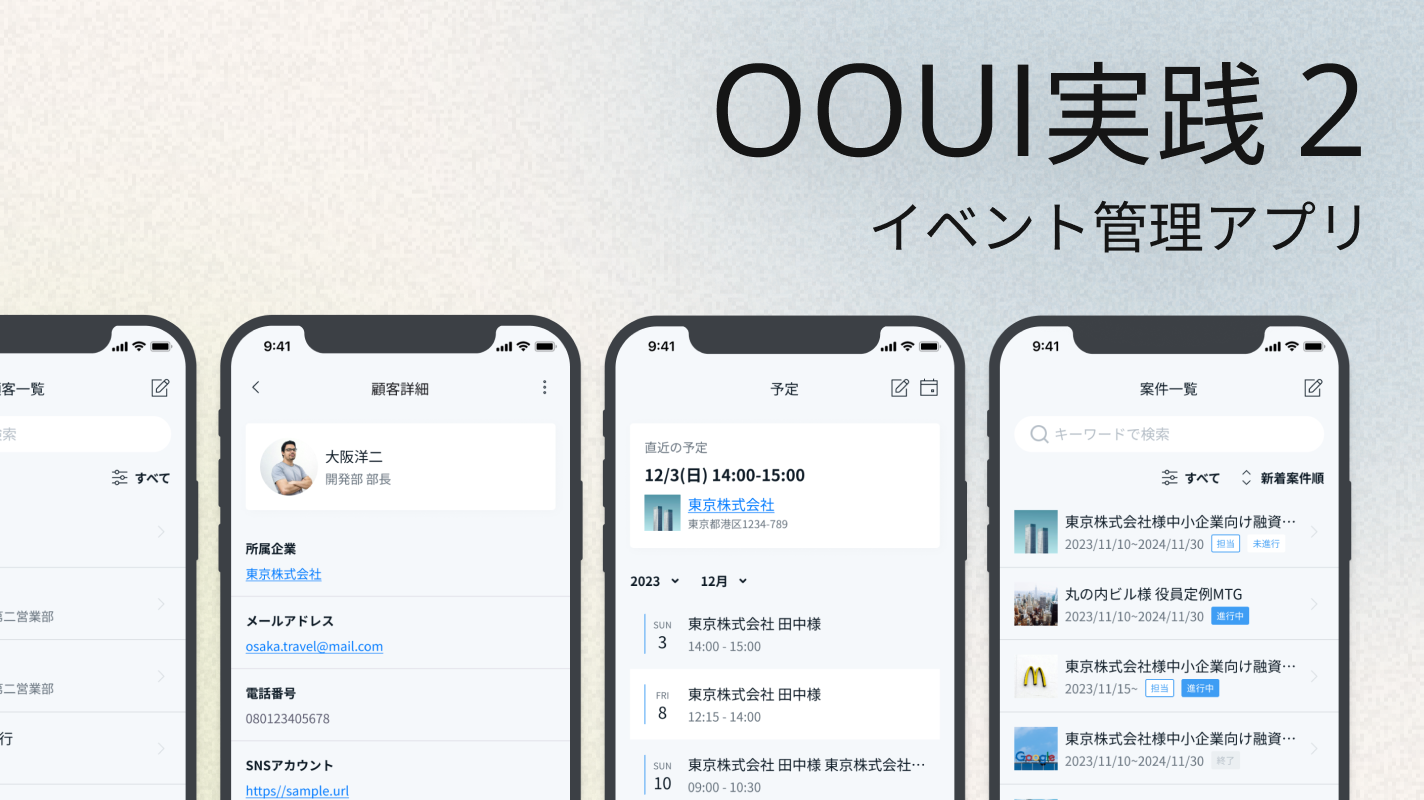 OOUI実践 2
イベント管理アプリ
客一覧
索
すべて
第二営業部
第二営業部
行
9:41
顧客詳細
大阪洋二
開発部 部長
所属企業
東京株式会社
メールアドレス
osaka.travel@mail.com
電話番号
080123405678
SNSアカウント
https//sample.url
9:41
予定
直近の予定
12/3(日) 14:00-15:00
東京株式会社
東京都港区1234-789
2023 12月
SUN
3
東京株式会社 田中様
14:00 - 15:00
FRI
8
東京株式会社 田中様
12:15 - 14:00
SUN
10
東京株式会社 田中様 東京株式会社…
09:00 - 10:30
9:41
案件一覧
キーワードで検索
すべて 新着案件順
東京株式会社様中小企業向け融資…
2023/11/10~2024/11/30 担当 未進行
丸の内ビル様 役員定例MTG
2023/11/10~2024/11/30 進行中
東京株式会社様中小企業向け融資…
2023/11/15~ 担当 進行中
東京株式会社様中小企業向け融資…
2023/11/10~2024/11/30 終了
Google